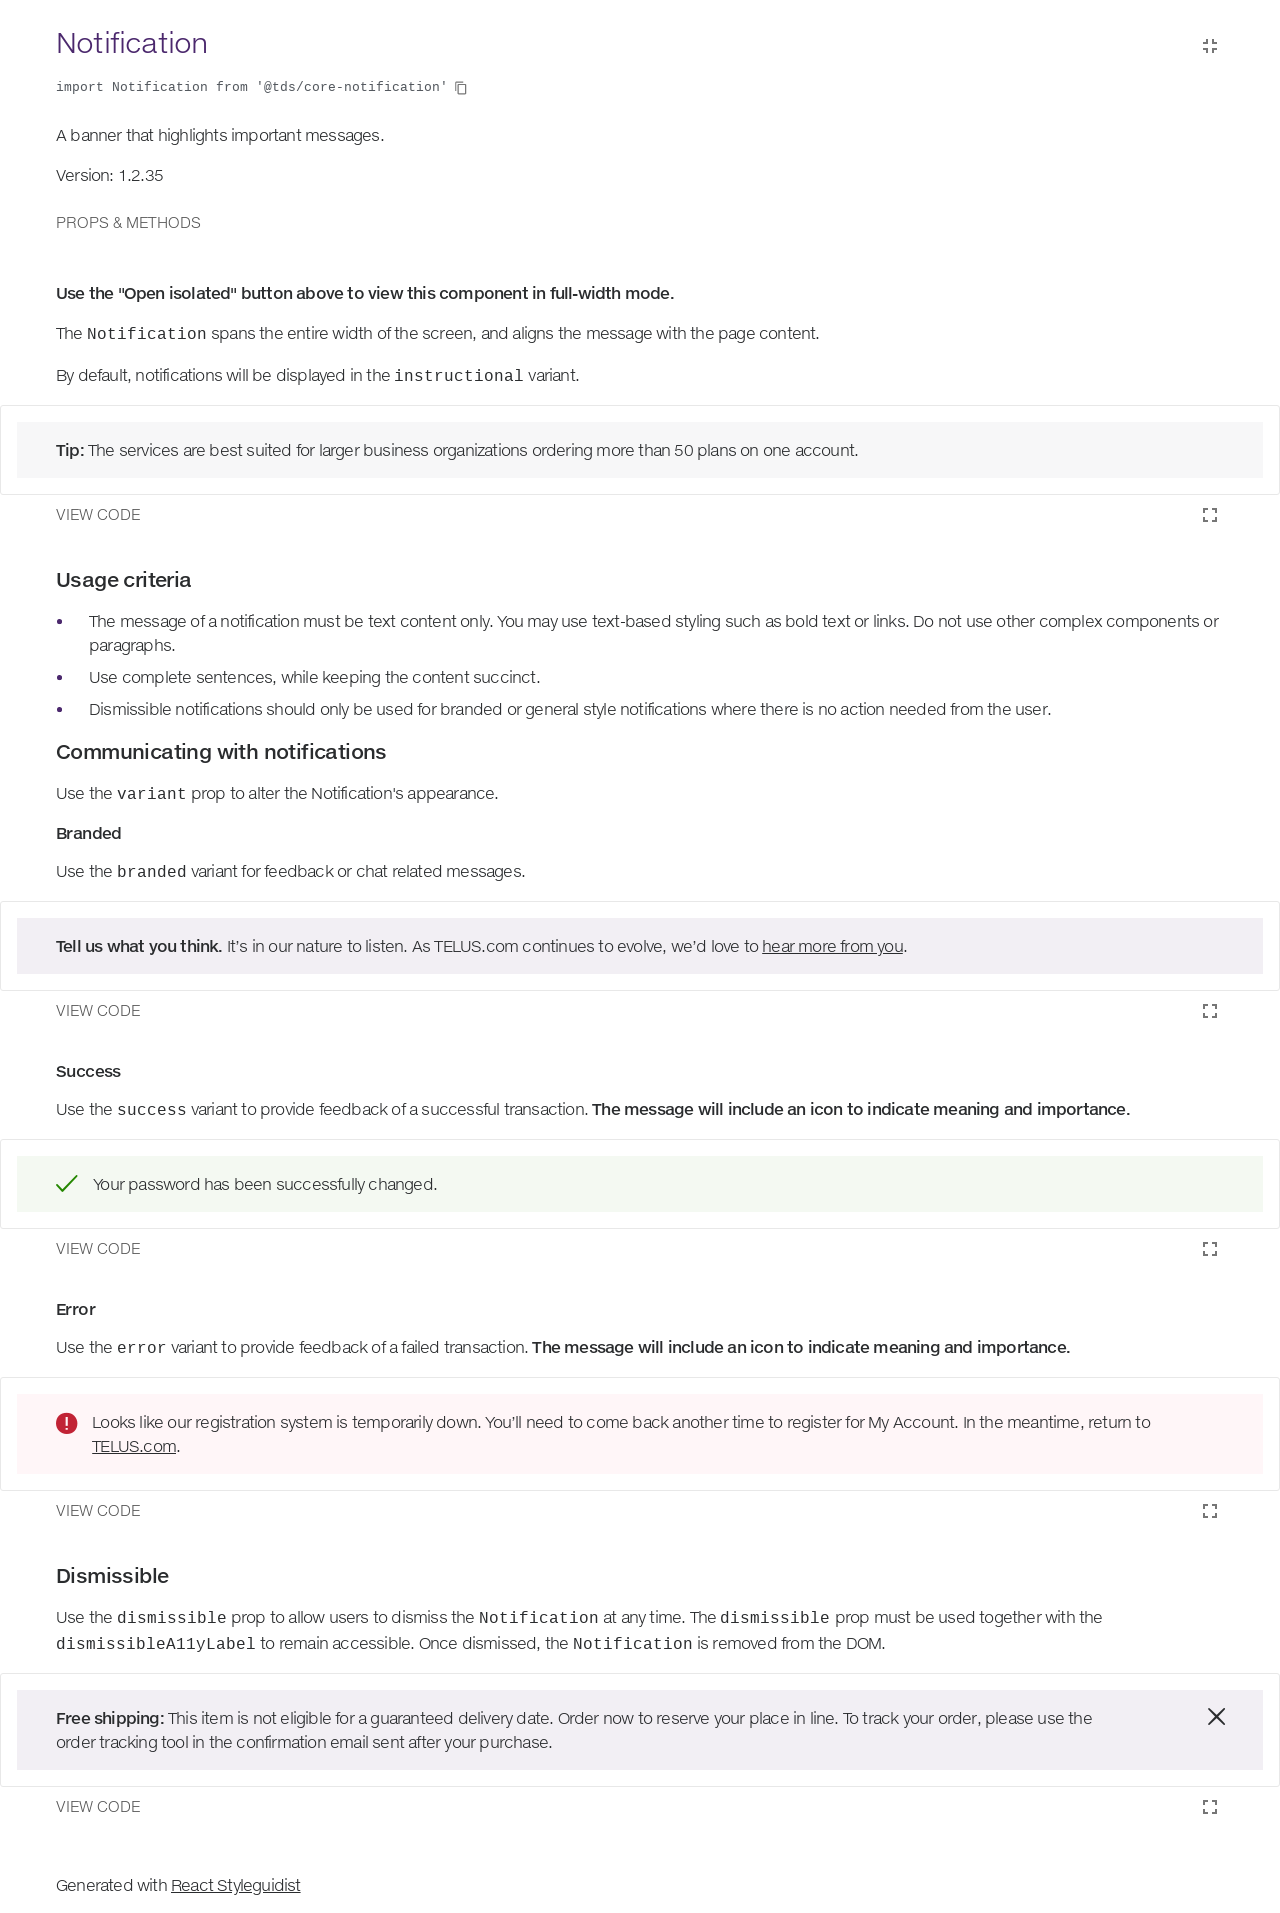 Notification
import Notification from '@tds/core-notification'
A banner that highlights important messages.
Version: 1.2.35
PROPS & METHODS
Use the "Open isolated" button above to view this component in full-width mode.
The Notification spans the entire width of the screen, and aligns the message with the page content.
By default, notifications will be displayed in the instructional variant.
Tip: The services are best suited for larger business organizations ordering more than 50 plans on one account.
VIEW CODE
Usage criteria
• The message of a notification must be text content only. You may use text-based styling such as bold text or links. Do not use other complex components or
paragraphs.
• Use complete sentences, while keeping the content succinct.
• Dismissible notifications should only be used for branded or general style notifications where there is no action needed from the user.
Communicating with notifications
Use the variant prop to alter the Notification's appearance.
Branded
Use the branded variant for feedback or chat related messages.
Tell us what you think. It’s in our nature to listen. As TELUS.com continues to evolve, we’d love to hear more from you.
VIEW CODE
Success
Use the success variant to provide feedback of a successful transaction. The message will include an icon to indicate meaning and importance.
Your password has been successfully changed.
VIEW CODE
Error
Use the error variant to provide feedback of a failed transaction. The message will include an icon to indicate meaning and importance.
Looks like our registration system is temporarily down. You’ll need to come back another time to register for My Account. In the meantime, return to
TELUS.com.
VIEW CODE
Dismissible
Use the dismissible prop to allow users to dismiss the Notification at any time. The dismissible prop must be used together with the
dismissibleA11yLabel to remain accessible. Once dismissed, the Notification is removed from the DOM.
Free shipping: This item is not eligible for a guaranteed delivery date. Order now to reserve your place in line. To track your order, please use the
order tracking tool in the confirmation email sent after your purchase.
VIEW CODE
Generated with React Styleguidist